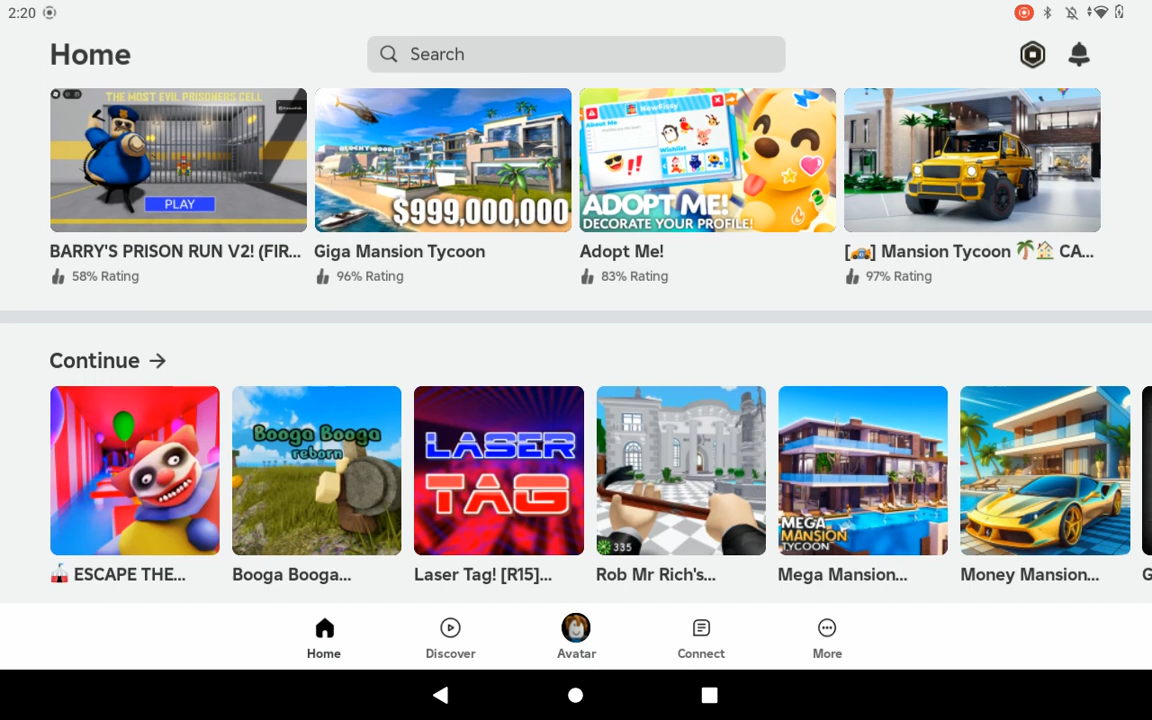 2:20
Home
Search
THE MOST EVIL PRISONERS CELL
PLAY
BLOCKYWOOD
$999,000,000
NewFissy
About Me
Wishlist
ADOPT ME!
DECORATE YOUR PROFILE!
BARRY'S PRISON RUN V2! (FIR...
Giga Mansion Tycoon
Adopt Me!
[🚕] Mansion Tycoon 🌴🏠 CA...
58% Rating
96% Rating
83% Rating
97% Rating
Continue →
Booga Booga
reborn
LASER
TAG
335
MEGA
MANSION
TYCOON
🎪 ESCAPE THE...
Booga Booga...
Laser Tag! [R15]...
Rob Mr Rich's...
Mega Mansion...
Money Mansion...
G
Home
Discover
Avatar
Connect
More